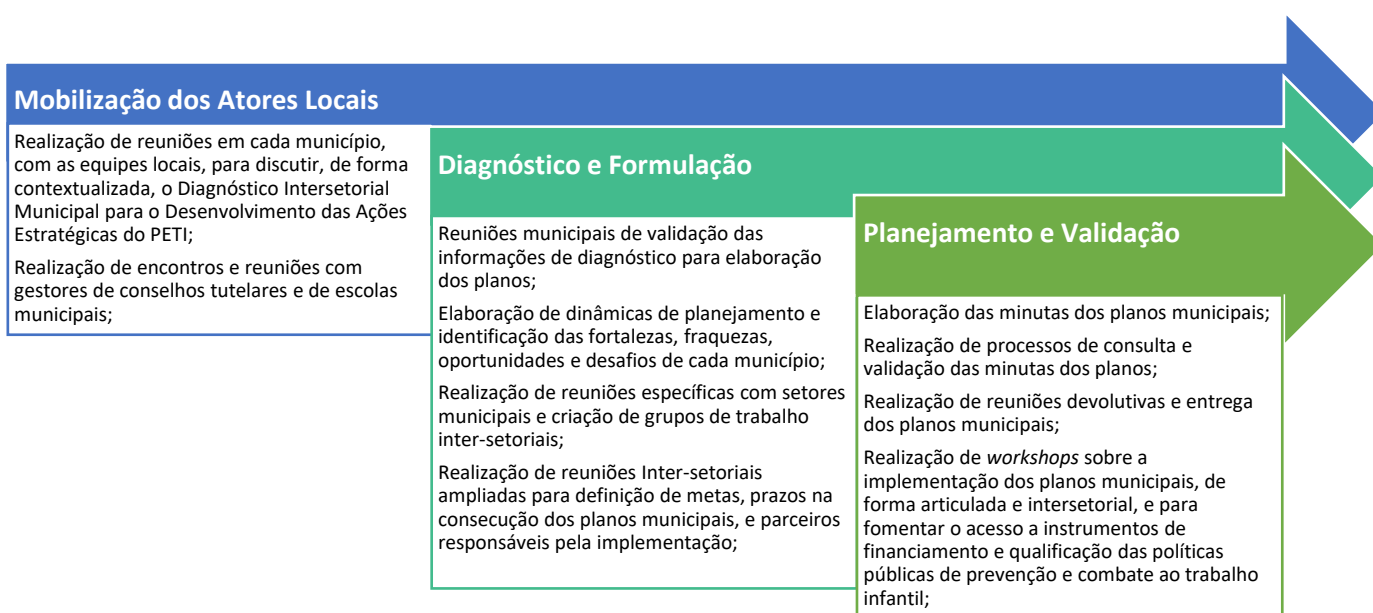 Mobilização dos Atores Locais
Realização de reuniões em cada município,
com as equipes locais, para discutir, de forma
contextualizada, o Diagnóstico Intersetorial
Municipal para o Desenvolvimento das Ações
Estratégicas do PETI;
Realização de encontros e reuniões com
gestores de conselhos tutelares e de escolas
municipais;
Diagnóstico e Formulação
Reuniões municipais de validação das
informações de diagnóstico para elaboração
dos planos;
Elaboração de dinâmicas de planejamento e
identificação das fortalezas, fraquezas,
oportunidades e desafios de cada município;
Realização de reuniões específicas com setores
municipais e criação de grupos de trabalho
inter-setoriais;
Realização de reuniões Inter-setoriais
ampliadas para definição de metas, prazos na
consecução dos planos municipais, e parceiros
responsáveis pela implementação;
Planejamento e Validação
Elaboração das minutas dos planos municipais;
Realização de processos de consulta e
validação das minutas dos planos;
Realização de reuniões devolutivas e entrega
dos planos municipais;
Realização de workshops sobre a
implementação dos planos municipais, de
forma articulada e intersetorial, e para
fomentar o acesso a instrumentos de
financiamento e qualificação das políticas
públicas de prevenção e combate ao trabalho
infantil;